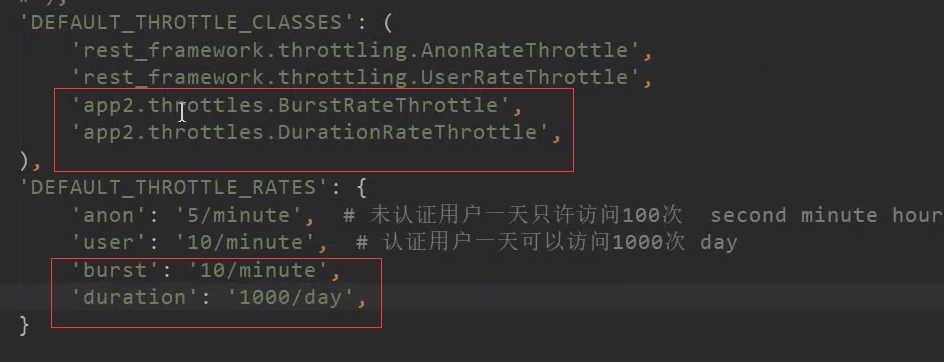 'DEFAULT_THROTTLE_CLASSES': (
'rest_framework.throttling.AnonRateThrottle',
'rest_framework.throttling.UserRateThrottle',
'app2.throttles.BurstRateThrottle',
'app2.throttles.DurationRateThrottle',
),
'DEFAULT_THROTTLE_RATES': {
'anon': '5/minute', # 未认证用户一天只许访问100次 second minute hour
'user': '10/minute', # 认证用户一天可以访问1000次 day
'burst': '10/minute',
'duration': '1000/day',
}